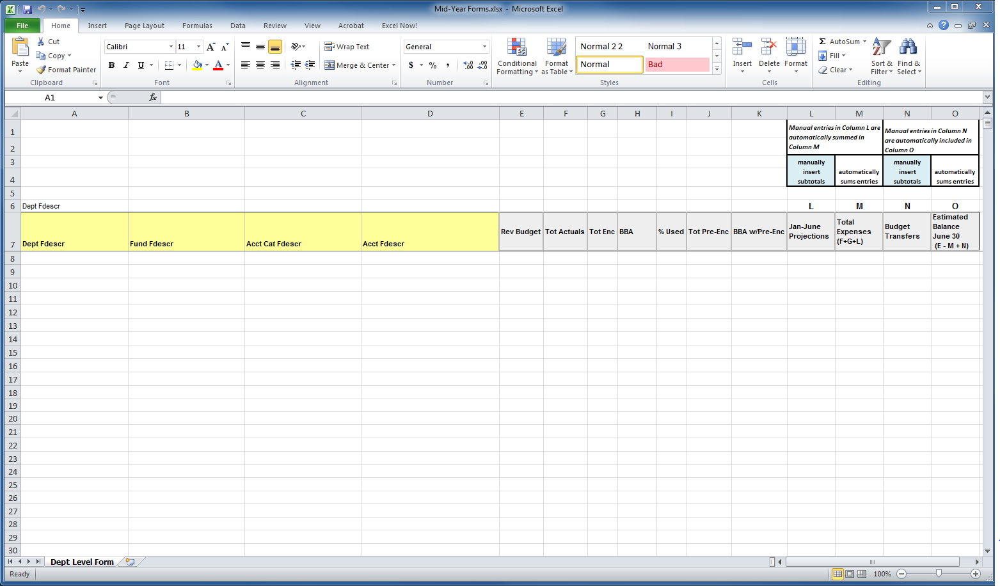 Mid-Year Forms.xlsx - Microsoft Excel
File Home Insert Page Layout Formulas Data Review View Acrobat Excel Now!
Paste
Cut
Copy
Format Painter
Clipboard
Calibri 11
B I U A
Font
Wrap Text
Merge & Center
Alignment
General
$ % ,
Number
Conditional Formatting
Format as Table
Normal 2 2 Normal 3
Normal Bad
Styles
Insert Delete Format
Cells
Σ AutoSum
Fill
Clear
Sort & Filter
Find & Select
Editing
A1 fx
A B C D E F G H I J K L M N O
1
2
3
4
5
6
7
8
9
10
11
12
13
14
15
16
17
18
19
20
21
22
23
24
25
26
27
28
29
30
Manual entries in Column L are
automatically summed in
Column M
Manual entries in Column N
are automatically included in
Column O
manually
insert
subtotals
automatically
sums entries
manually
insert
subtotals
automatically
sums entries
Dept Fdescr L M N O
Dept Fdescr
Fund Fdescr
Acct Cat Fdescr
Acct Fdescr
Rev Budget
Tot Actuals
Tot Enc
BBA
% Used
Tot Pre-Enc
BBA w/Pre-Enc
Jan-June
Projections
Total
Expenses
(F+G+L)
Budget
Transfers
Estimated
Balance
June 30
(E - M + N)
Dept Level Form
Ready 100%